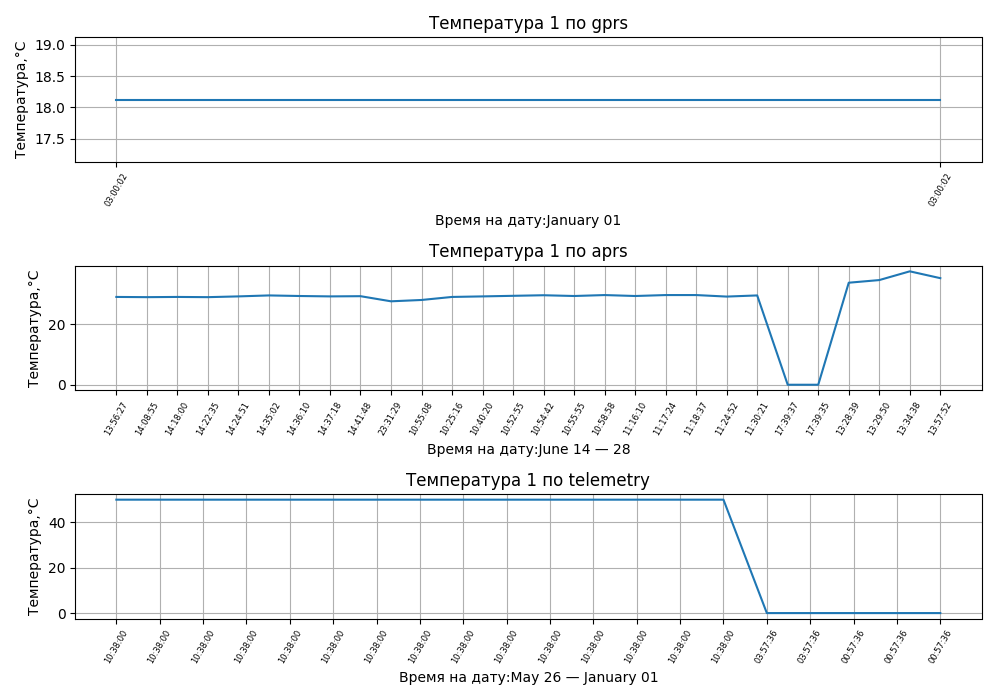 Температура 1 по gprs
Температура,°C
19.0
18.5
18.0
17.5
03:00:02 03:00:02
Время на дату:January 01
Температура 1 по aprs
Температура,°C
20
0
13:56:27 14:08:55 14:18:00 14:22:35 14:24:51 14:35:02 14:36:10 14:37:18 14:41:48 23:31:29 10:55:08 10:25:16 10:40:20 10:52:55 10:54:42 10:55:55 10:58:58 11:16:10 11:17:24 11:18:37 11:24:52 11:30:21 17:39:37 17:39:35 13:28:39 13:29:50 13:34:38 13:57:52
Время на дату:June 14 — 28
Температура 1 по telemetry
Температура,°C
40
20
0
10:38:00 10:38:00 10:38:00 10:38:00 10:38:00 10:38:00 10:38:00 10:38:00 10:38:00 10:38:00 10:38:00 10:38:00 10:38:00 10:38:00 10:38:00 03:57:36 03:57:36 00:57:36 00:57:36 00:57:36
Время на дату:May 26 — January 01